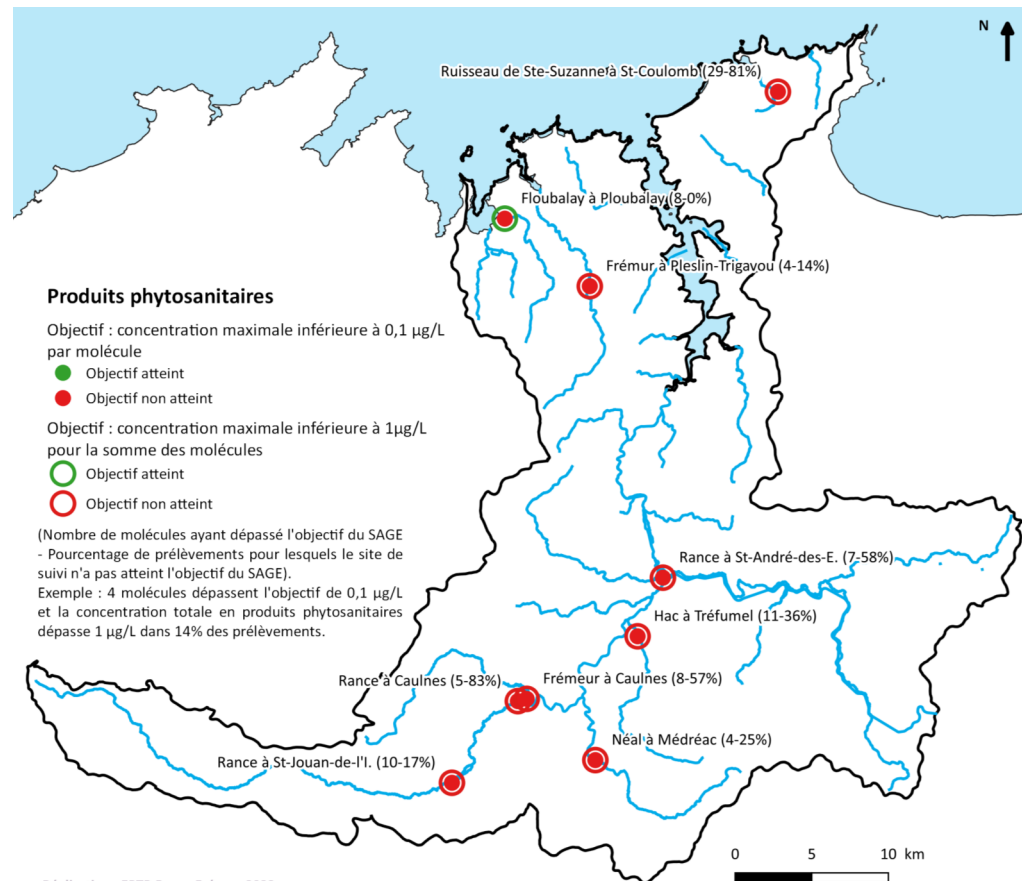 N
Ruisseau de Ste-Suzanne à St-Coulomb (29-81%)
Floubalay à Ploubalay (8-0%)
Frémur à Pleslin-Trigavou (4-14%)
Produits phytosanitaires
Objectif : concentration maximale inférieure à 0,1 µg/L
par molécule
Objectif atteint
Objectif non atteint
Objectif : concentration maximale inférieure à 1µg/L
pour la somme des molécules
Objectif atteint
Objectif non atteint
(Nombre de molécules ayant dépassé l'objectif du SAGE
- Pourcentage de prélèvements pour lesquels le site de
suivi n'a pas atteint l'objectif du SAGE).
Exemple : 4 molécules dépassent l'objectif de 0,1 µg/L
et la concentration totale en produits phytosanitaires
dépasse 1 µg/L dans 14% des prélèvements.
Rance à St-André-des-E. (7-58%)
Hac à Tréfumel (11-36%)
Rance à Caulnes (5-83%)
Frémeur à Caulnes (8-57%)
Néal à Médréac (4-25%)
Rance à St-Jouan-de-l'I. (10-17%)
0 5 10 km